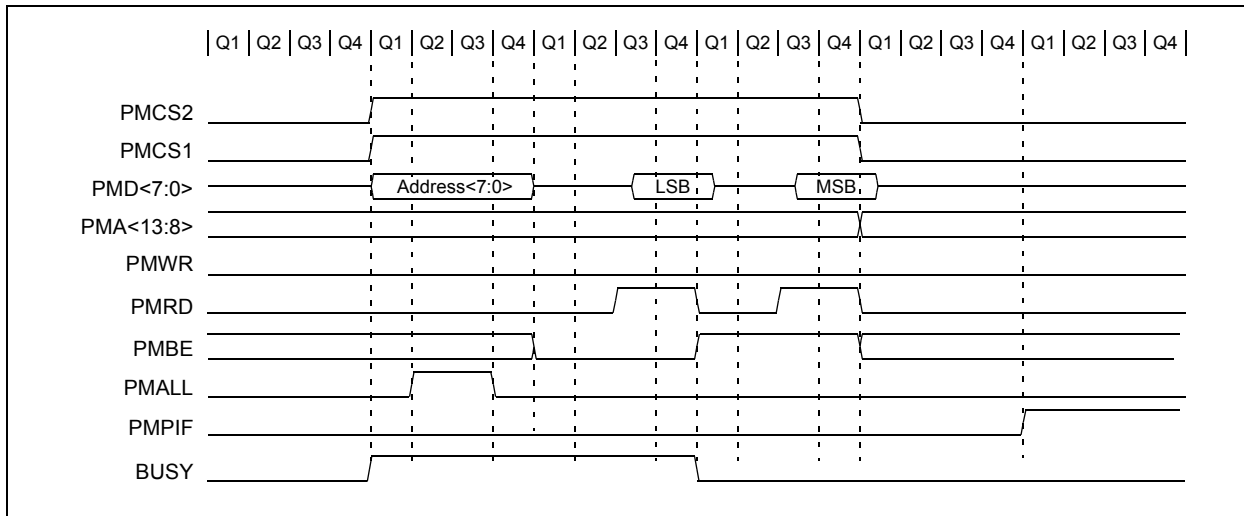 Q1 Q2 Q3 Q4 Q1 Q2 Q3 Q4 Q1 Q2 Q3 Q4 Q1 Q2 Q3 Q4 Q1 Q2 Q3 Q4 Q1 Q2 Q3 Q4
PMCS2
PMCS1
PMD<7:0> Address<7:0> LSB MSB
PMA<13:8>
PMWR
PMRD
PMBE
PMALL
PMPIF
BUSY